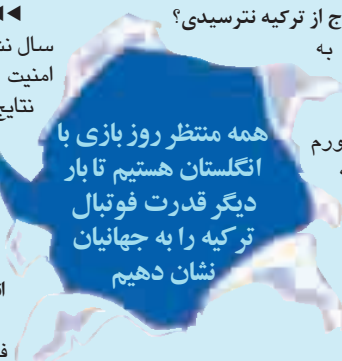 ج از ترکیه نترسیدی؟
به
ورم
سال
امنیت
نتایج
همه منتظر روز بازی با
انگلستان هستیم تا بار
دیگر قدرت فوتبال
ترکیه را به جهانیان
نشان دهیم